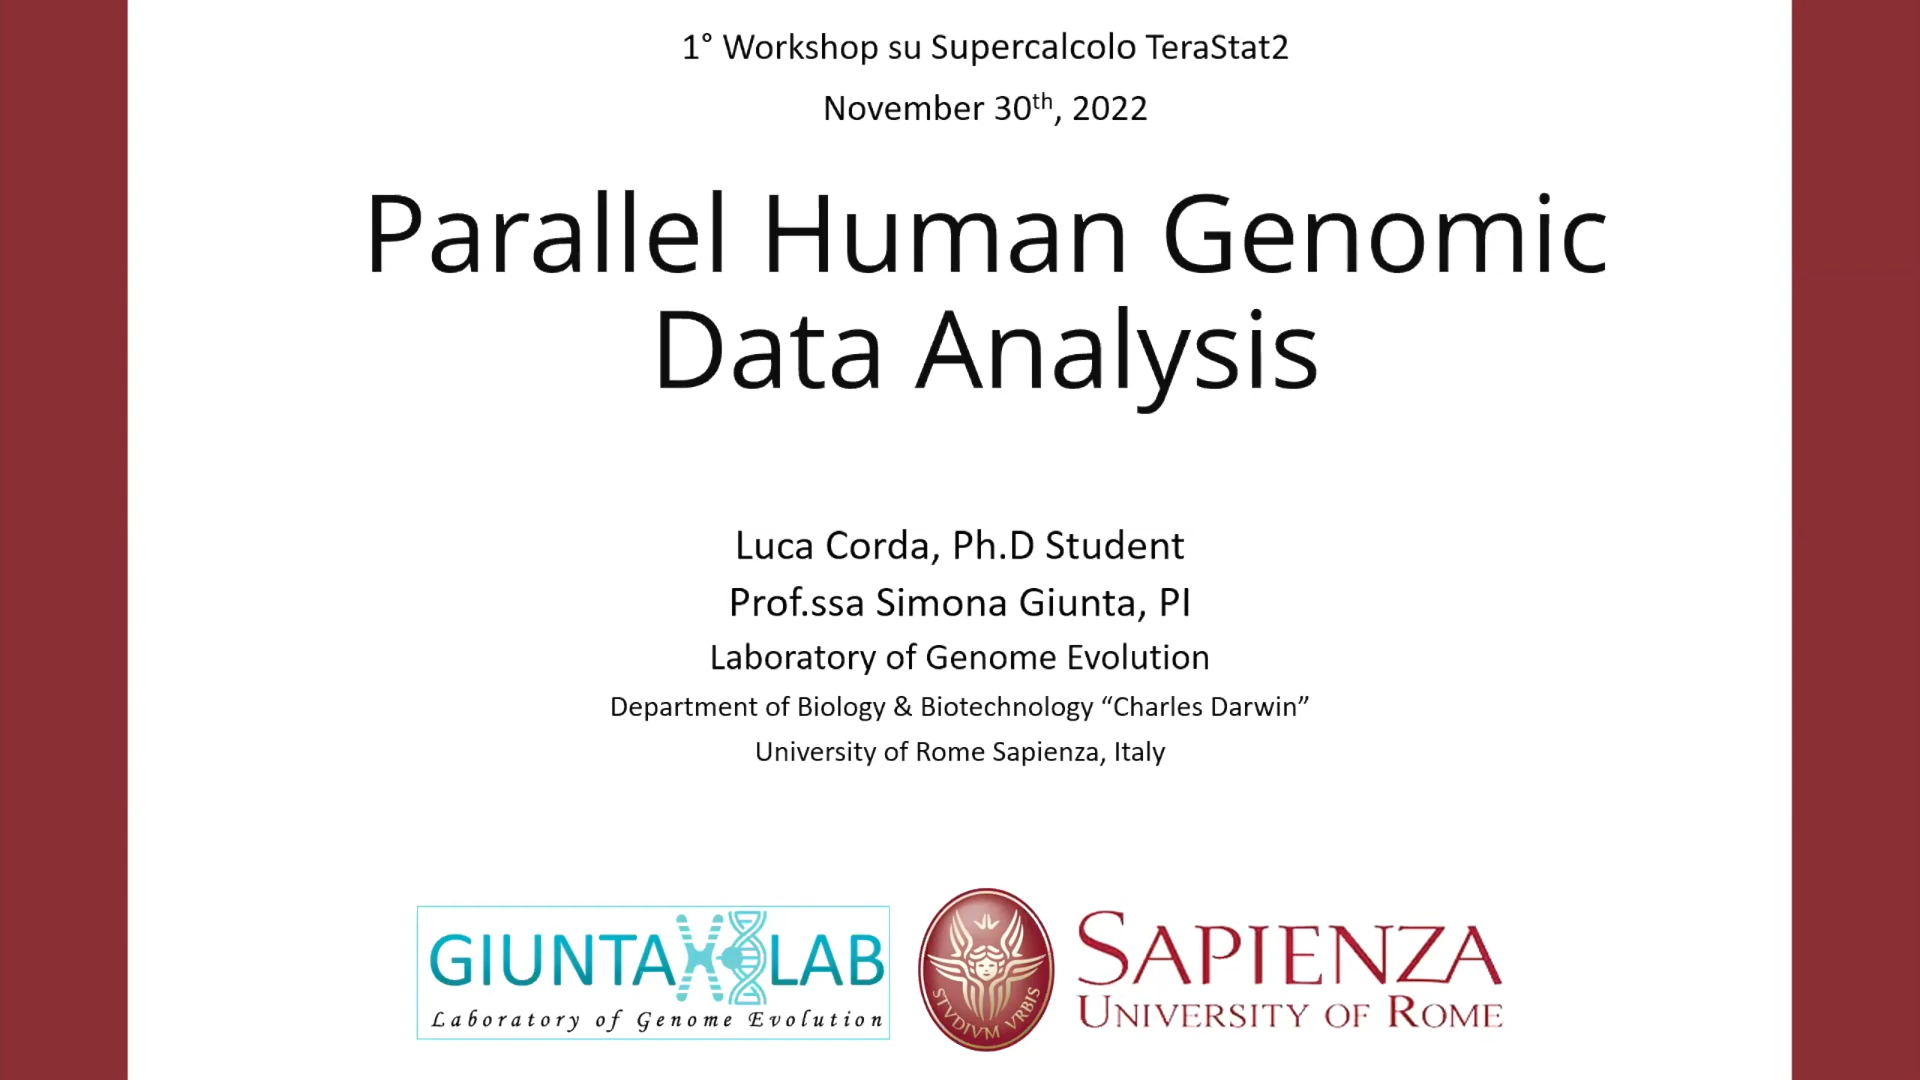 1° Workshop su Supercalcolo TeraStat2
November 30th, 2022
Parallel Human Genomic
Data Analysis
Luca Corda, Ph.D Student
Prof.ssa Simona Giunta, PI
Laboratory of Genome Evolution
Department of Biology & Biotechnology “Charles Darwin”
University of Rome Sapienza, Italy
GIUNTA LAB
Laboratory of Genome Evolution
STVDIVM VRBIS
SAPIENZA
UNIVERSITY OF ROME